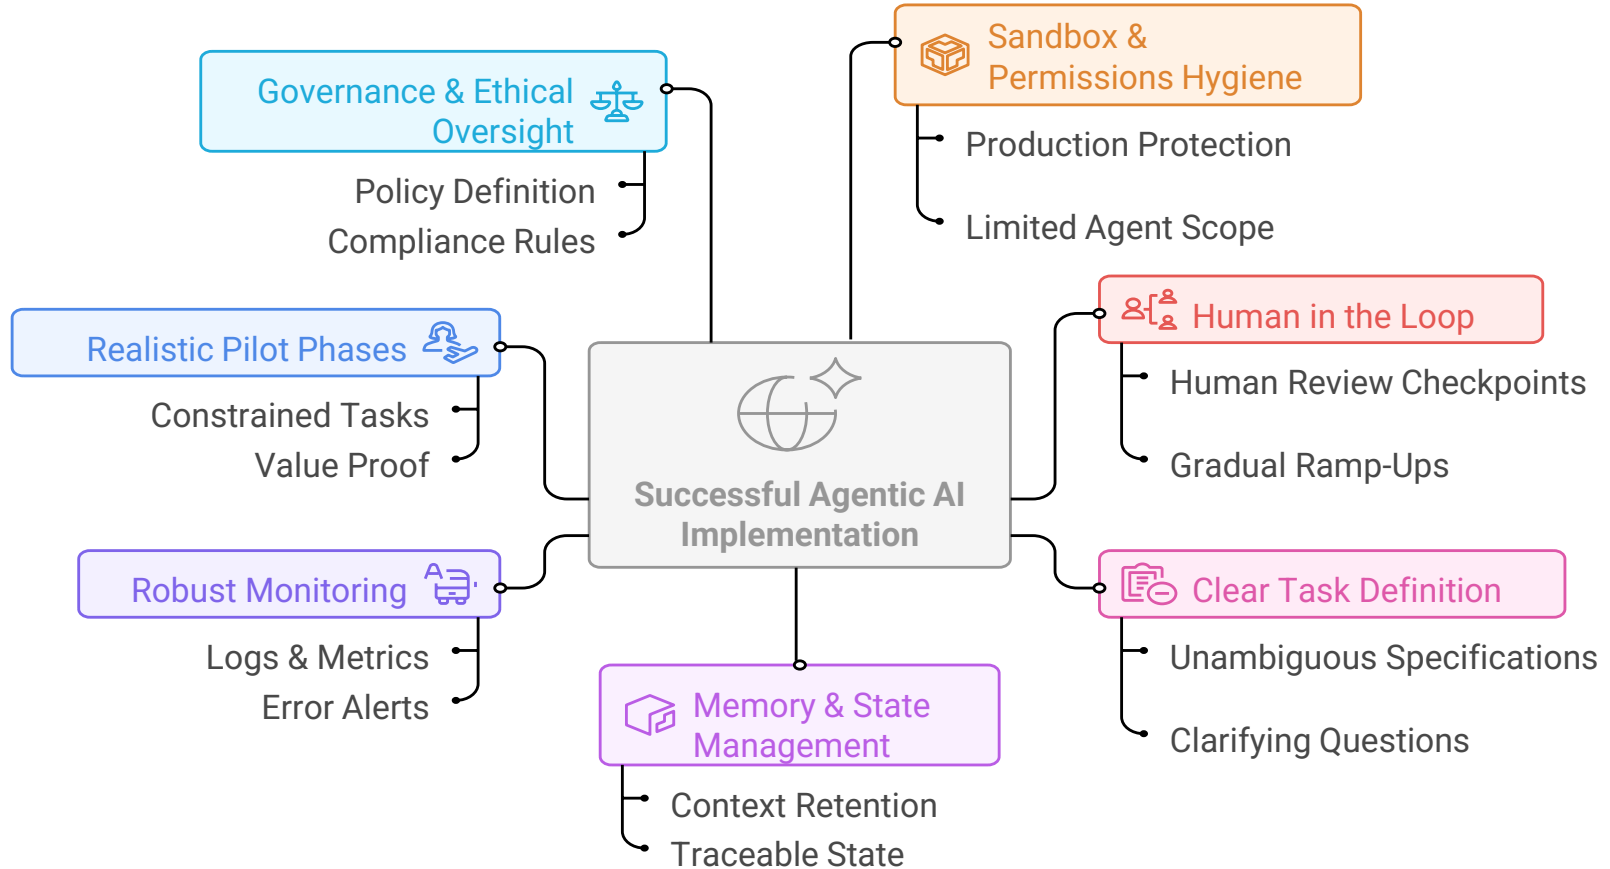 Sandbox &
Permissions Hygiene
Production Protection
Limited Agent Scope
Governance & Ethical
Oversight
Policy Definition
Compliance Rules
Human in the Loop
Human Review Checkpoints
Gradual Ramp-Ups
Realistic Pilot Phases
Constrained Tasks
Value Proof
Successful Agentic AI
Implementation
Robust Monitoring
Logs & Metrics
Error Alerts
Clear Task Definition
Unambiguous Specifications
Clarifying Questions
Memory & State
Management
Context Retention
Traceable State